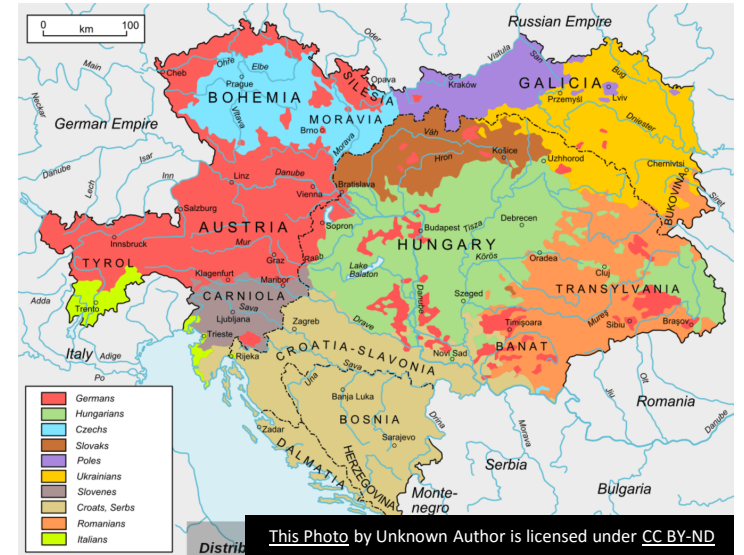 0 100
km
Russian Empire
Oder
Vistula
San
Main
Ohře
Elbe
Cheb
Prague
Opava
Kraków
GALICIA
Bug
BOHEMIA
SILESIA
Przemyśl
Lviv
Neckar
German Empire
Vltava
MORAVIA
Brno
Morava
Dniester
Váh
Hron
Košice
Uzhhorod
Chernivtsi
Danube
Isar
Inn
Lech
Linz
Danube
Vienna
Bratislava
BUKOVINA
Siret
Salzburg
AUSTRIA
Sopron
Budapest
Tisza
Debrecen
Innsbruck
Mur
HUNGARY
TYROL
Graz
Raab
Lake
Balaton
Körös
Oradea
Cluj
Klagenfurt
Maribor
TRANSYLVANIA
Adda
Trento
CARNIOLA
Szeged
Danube
Mureș
Sava
Ljubljana
Zagreb
Drave
Timișoara
Sibiu
Brașov
Trieste
BANAT
Italy
Adige
Rijeka
CROATIA-SLAVONIA
Novi Sad
Po
Sava
Una
Banja Luka
Jiu
Olt
Romania
Germans
Hungarians
Czechs
Slovaks
Poles
Ukrainians
Slovenes
Croats, Serbs
Romanians
Italians
BOSNIA
Drina
Morava
Danube
Zadar
Sarajevo
DALMATIA
HERZEGOVINA
Serbia
Bulgaria
Monte-
negro
Distrib
This Photo by Unknown Author is licensed under CC BY-ND